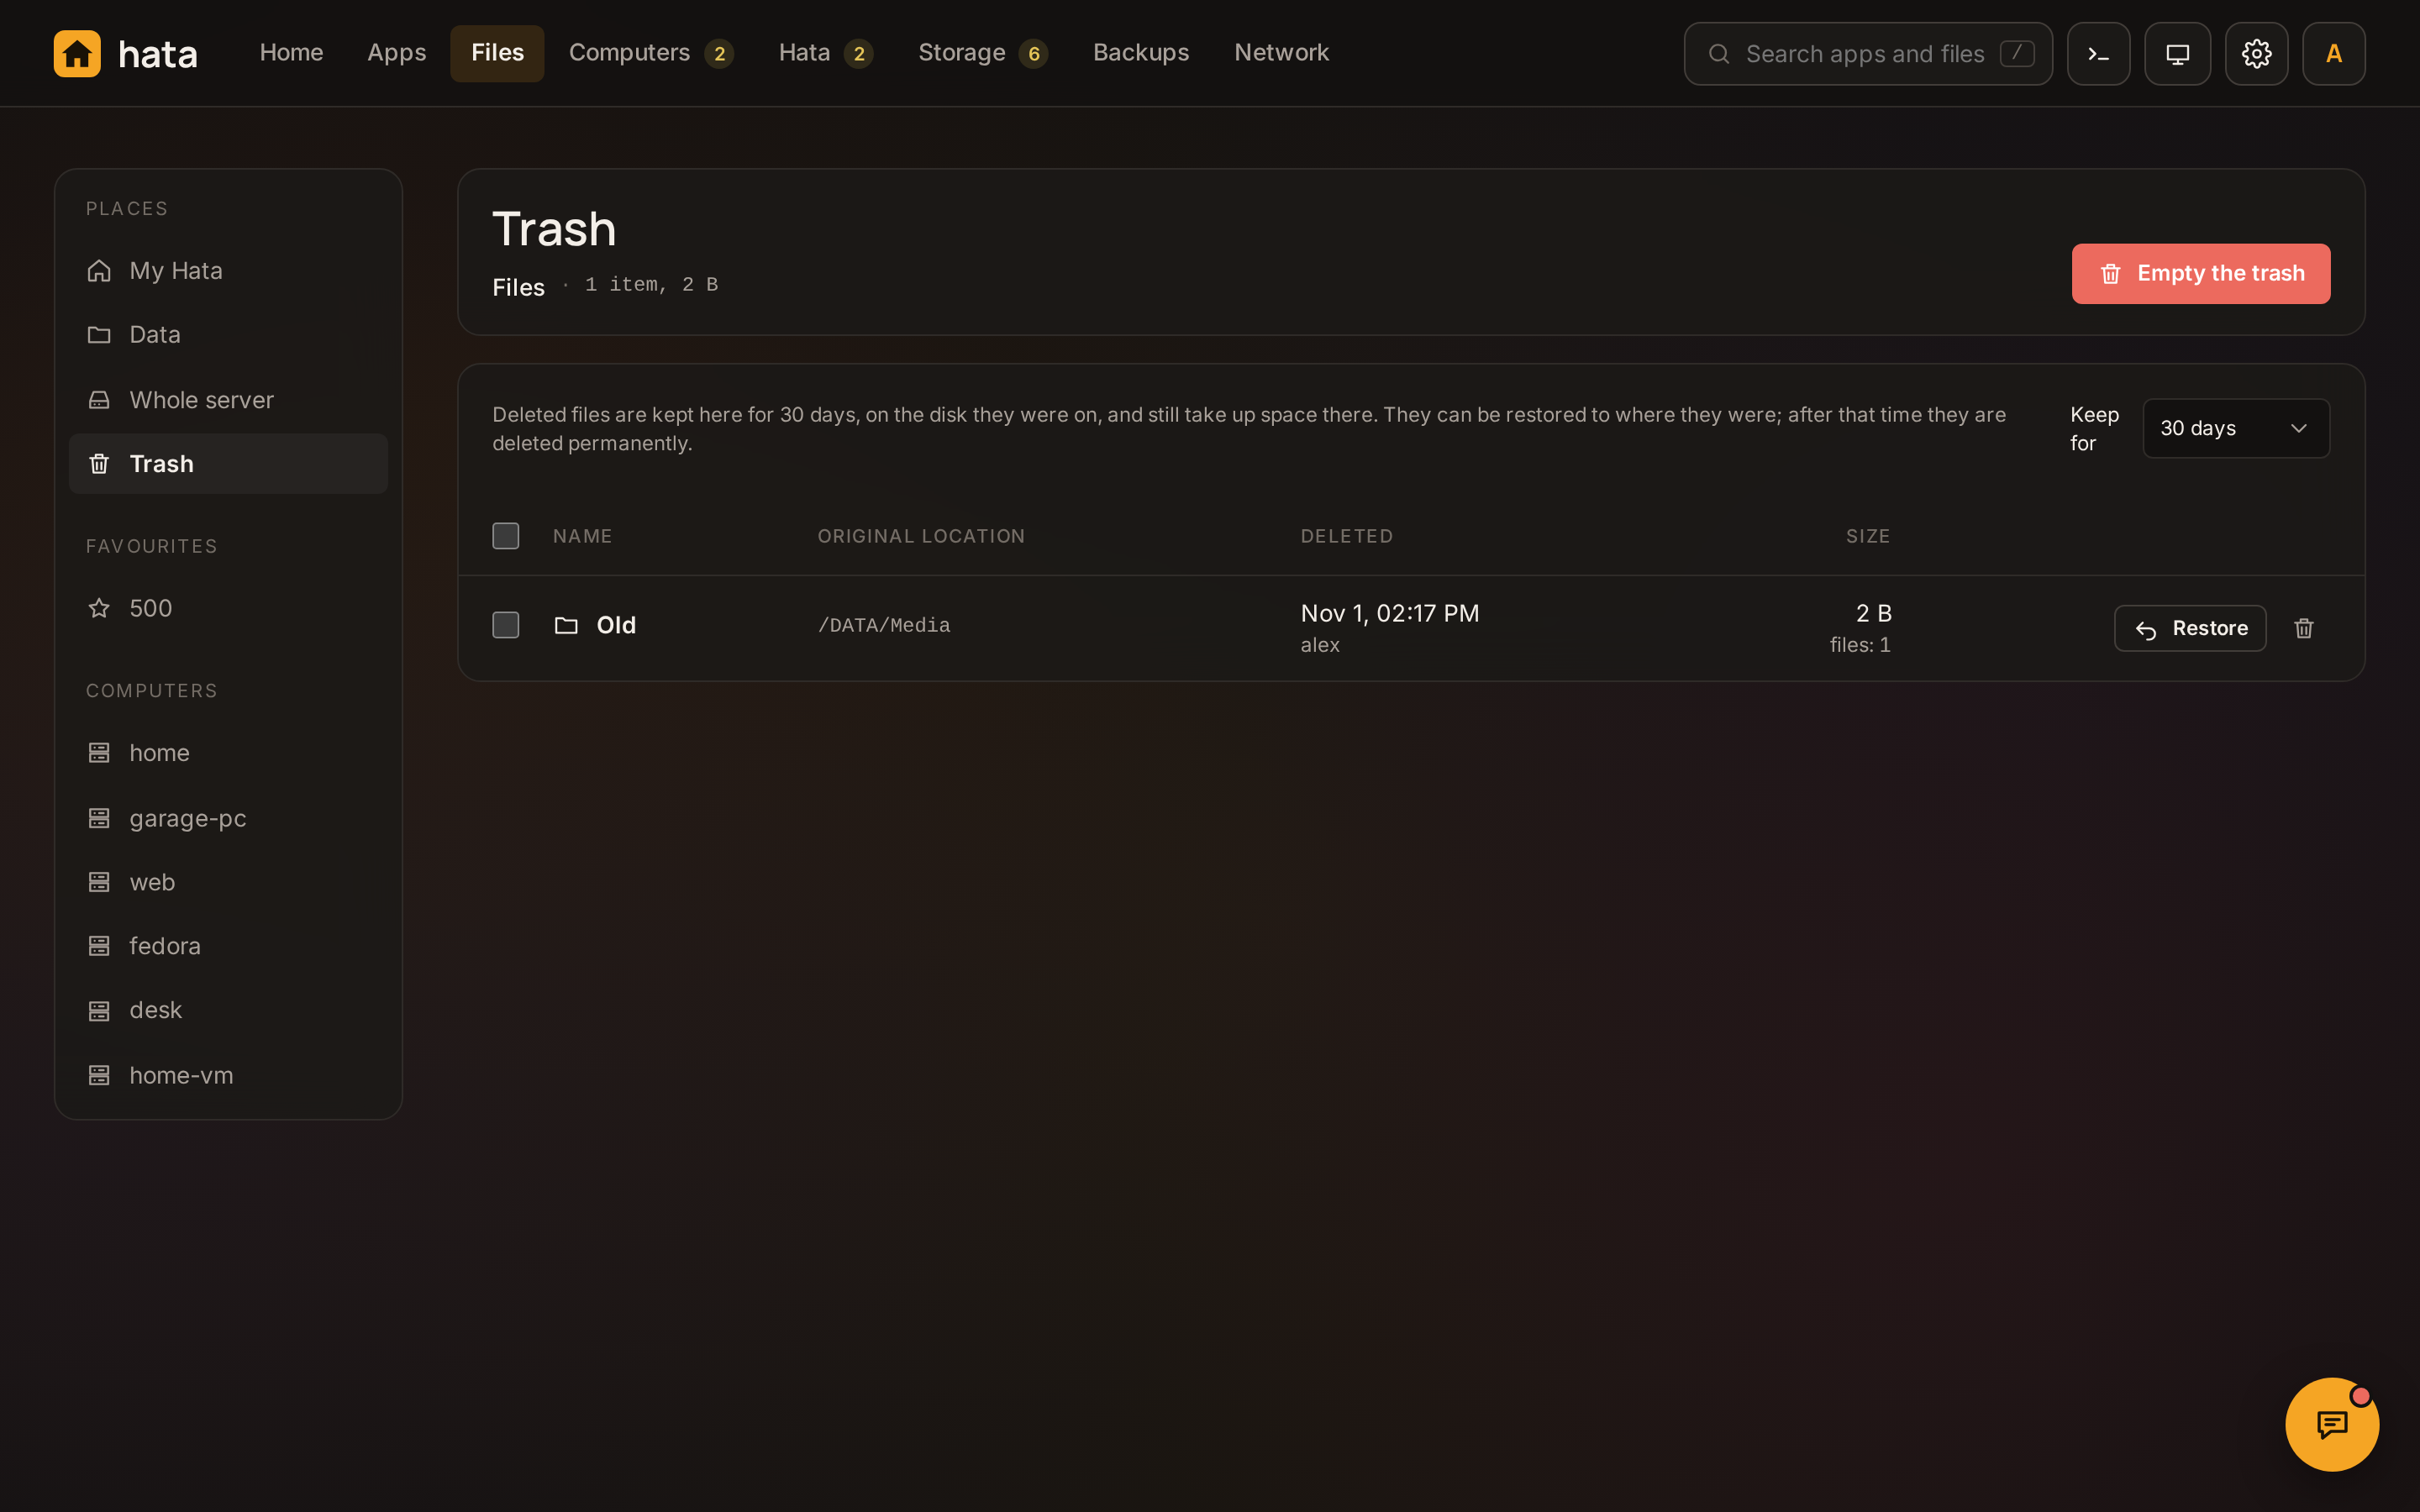 hata
Home
Apps
Files
Computers 2
Hata 2
Storage 6
Backups
Network
Search apps and files /
A
PLACES
My Hata
Data
Whole server
Trash
FAVOURITES
500
COMPUTERS
home
garage-pc
web
fedora
desk
home-vm
Trash
Files · 1 item, 2 B
Empty the trash
Deleted files are kept here for 30 days, on the disk they were on, and still take up space there. They can be restored to where they were; after that time they are
deleted permanently.
Keep
for
30 days
NAME
ORIGINAL LOCATION
DELETED
SIZE
Old
/DATA/Media
Nov 1, 02:17 PM
alex
2 B
files: 1
Restore